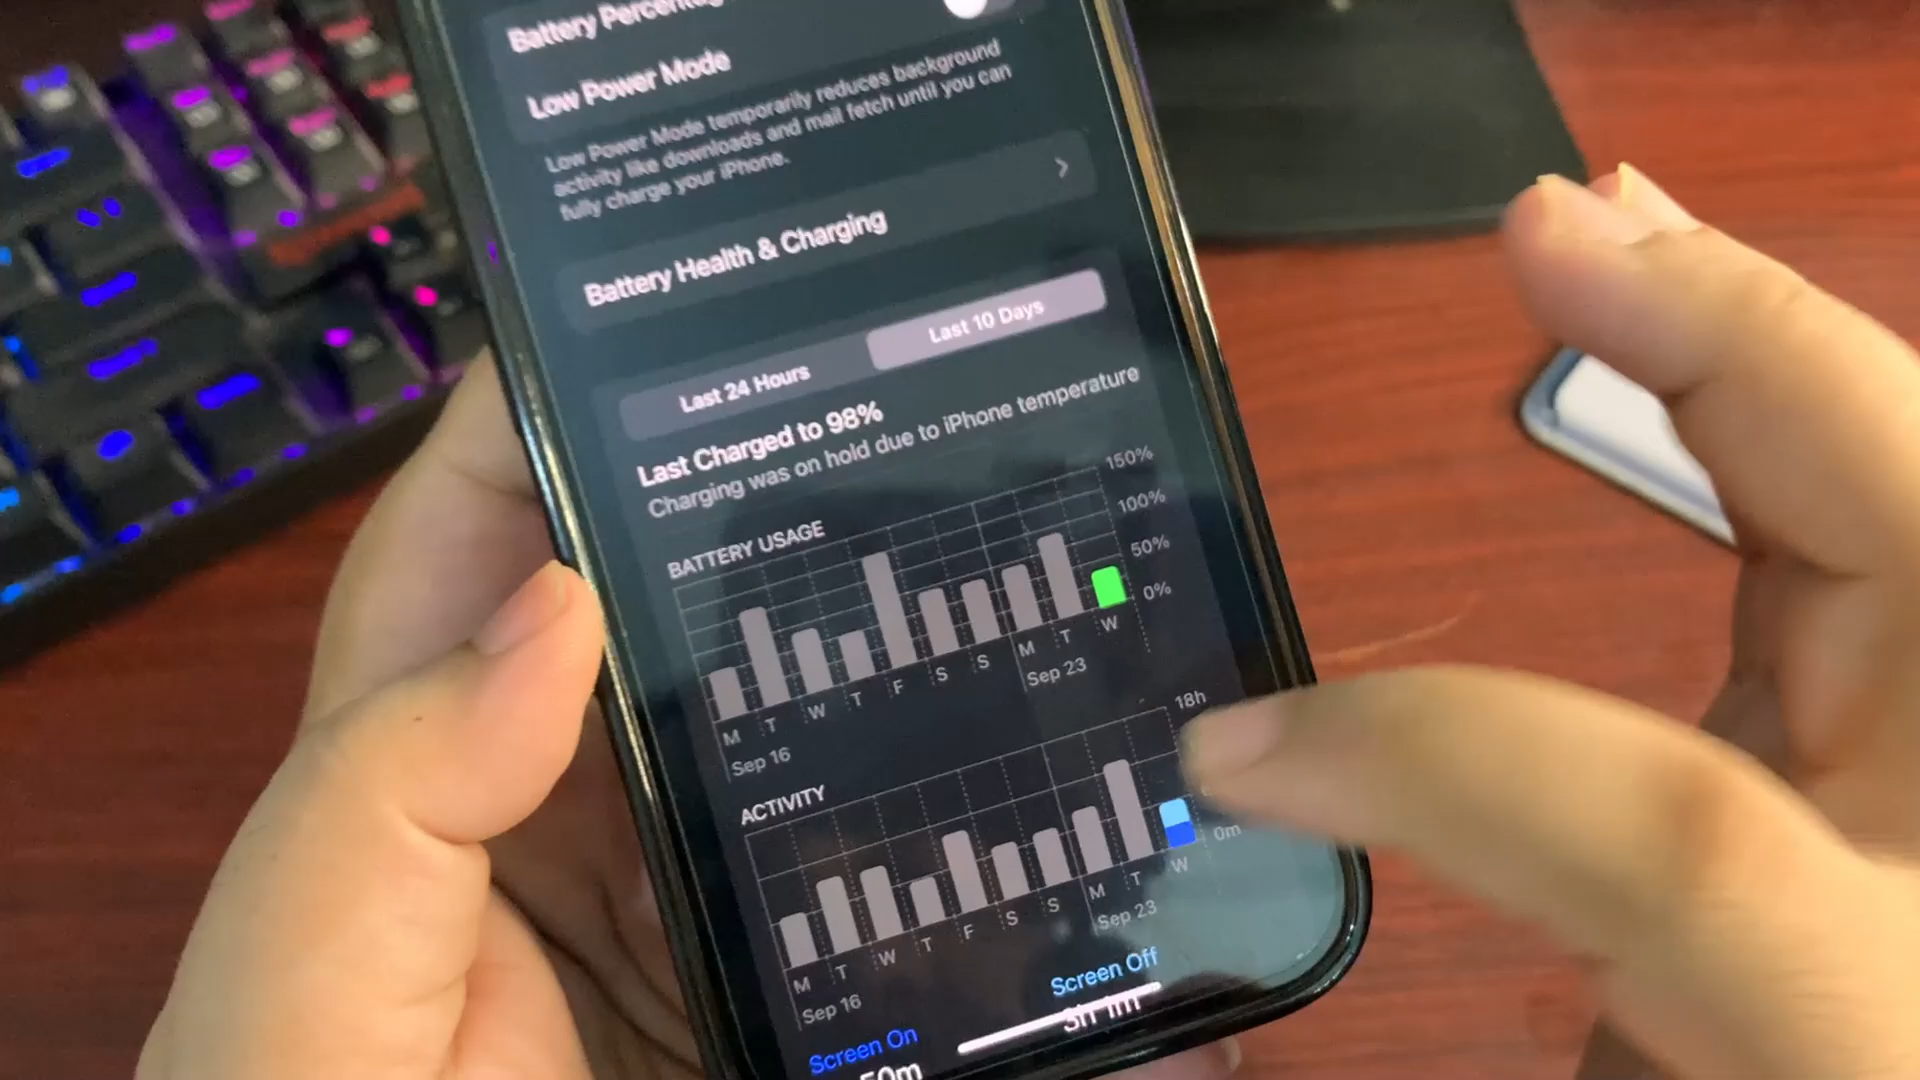 Battery
Low Power Mode
Low Power Mode temporarily reduces background
activity like downloads and mail fetch until you can
fully charge your iPhone.
Battery Health & Charging
Last 24 Hours
Last 10 Days
Last Charged to 98%
Charging was on hold due to iPhone temperature
BATTERY USAGE
150%
100%
50%
0%
M T W T F S S M T W
Sep 16
Sep 23
ACTIVITY
18h
0m
M T W T F S S M T W
Sep 16
Sep 23
Screen On
Screen Off
3h 1m